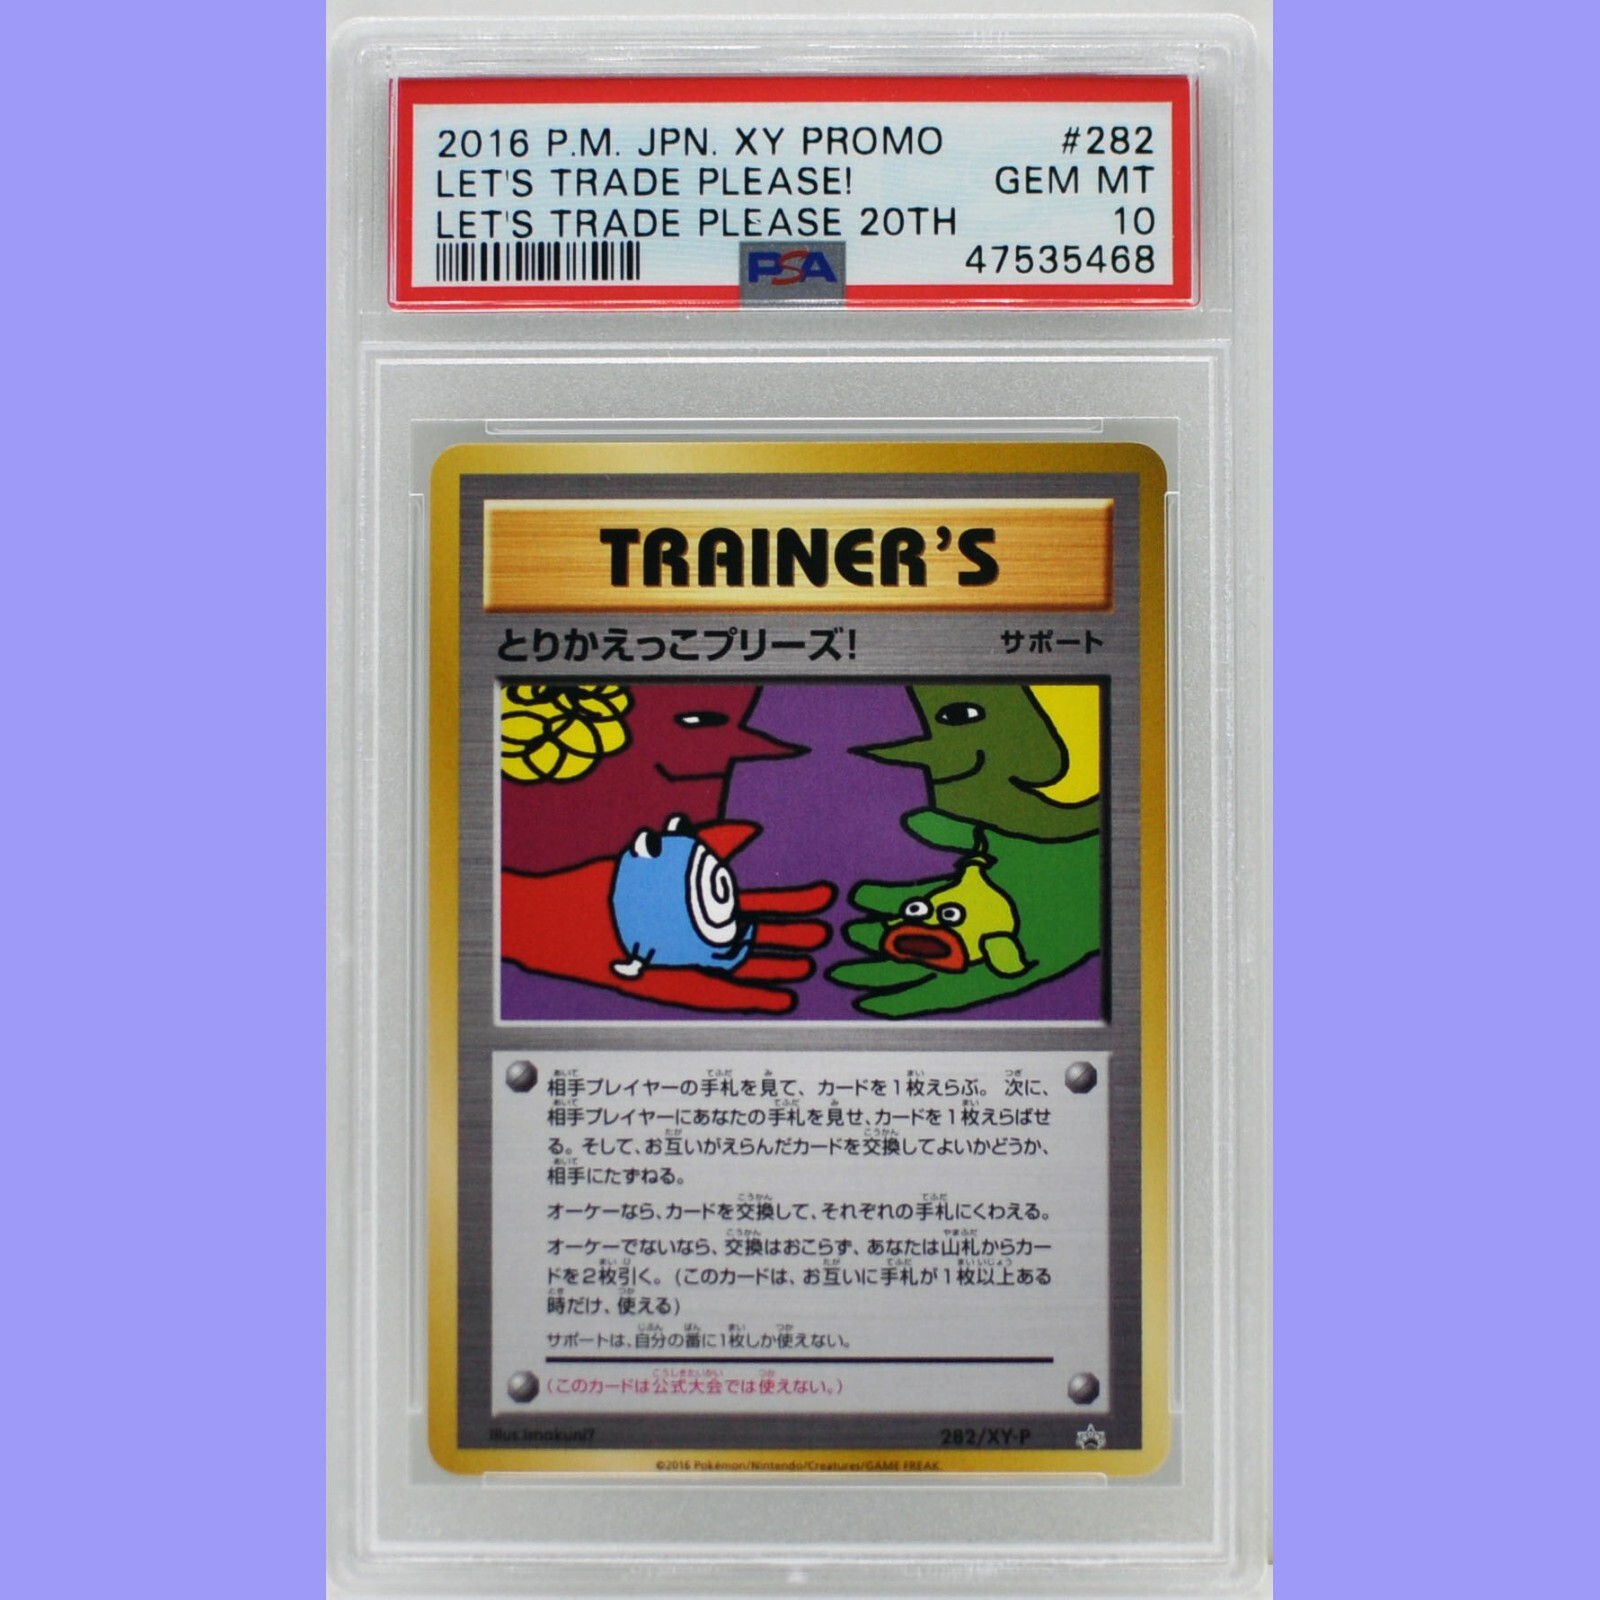 2016 P.M. JPN. XY PROMO #282
LET'S TRADE PLEASE! GEM MT
LET'S TRADE PLEASE 20TH 10
PSA 47535468
TRAINER'S
とりかえっこプリーズ! サポート
相手プレイヤーの手札を見て、カードを1枚えらぶ。次に、
相手プレイヤーにあなたの手札を見せ、カードを1枚えらばせ
る。そして、お互いがえらんだカードを交換してよいかどうか、
相手にたずねる。
オーケーなら、カードを交換して、それぞれの手札にくわえる。
オーケーでないなら、交換はおこらず、あなたは山札からカー
ドを2枚引く。(このカードは、お互いに手札が1枚以上ある
時だけ、使える)
サポートは、自分の番に1枚しか使えない。
(このカードは公式大会では使えない。)
Illus.Imakuni? 282/XY-P
©2016 Pokémon/Nintendo/Creatures/GAME FREAK.